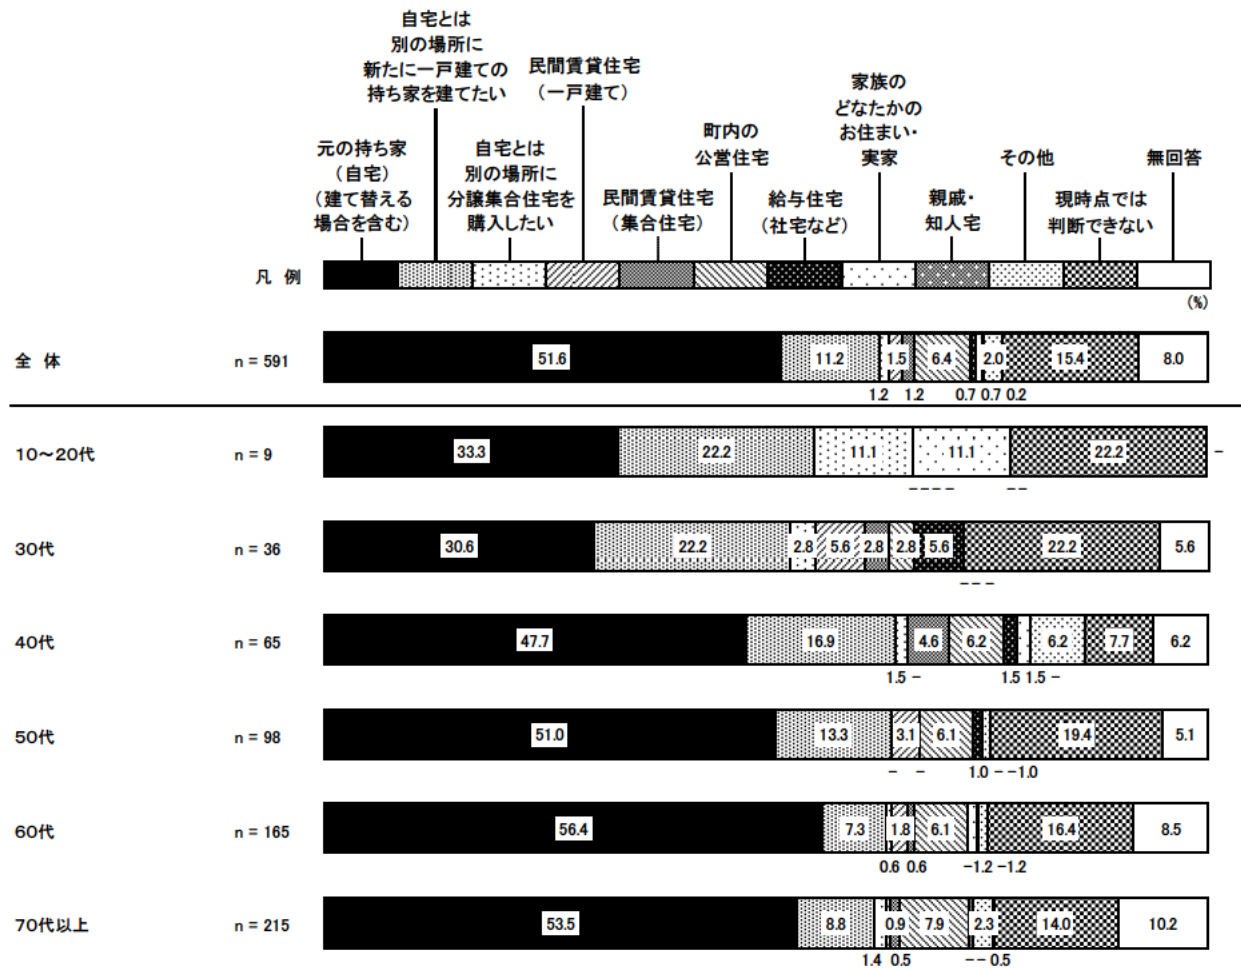 自宅とは
別の場所に
新たに一戸建ての
持ち家を建てたい
民間賃貸住宅
（一戸建て）
家族の
どなたかの
お住まい・
実家
町内の
公営住宅
その他
無回答
元の持ち家
（自宅）
（建て替える
場合を含む）
自宅とは
別の場所に
分譲集合住宅を
購入したい
民間賃貸住宅
（集合住宅）
給与住宅
（社宅など）
親戚・
知人宅
現時点では
判断できない
凡 例
(%)
全 体 n = 591 51.6 11.2 1.5 6.4 2.0 15.4 8.0
1.2 1.2 0.7 0.7 0.2
10～20代 n = 9 33.3 22.2 11.1 11.1 22.2 －
－－－－ －－
30代 n = 36 30.6 22.2 2.8 5.6 2.8 2.8 5.6 22.2 5.6
－－－
40代 n = 65 47.7 16.9 4.6 6.2 6.2 7.7 6.2
1.5 － 1.5 1.5 －
50代 n = 98 51.0 13.3 3.1 6.1 19.4 5.1
－ － 1.0 －－1.0
60代 n = 165 56.4 7.3 1.8 6.1 16.4 8.5
0.6 0.6 －1.2 －1.2
70代以上 n = 215 53.5 8.8 0.9 7.9 2.3 14.0 10.2
1.4 0.5 －－ 0.5